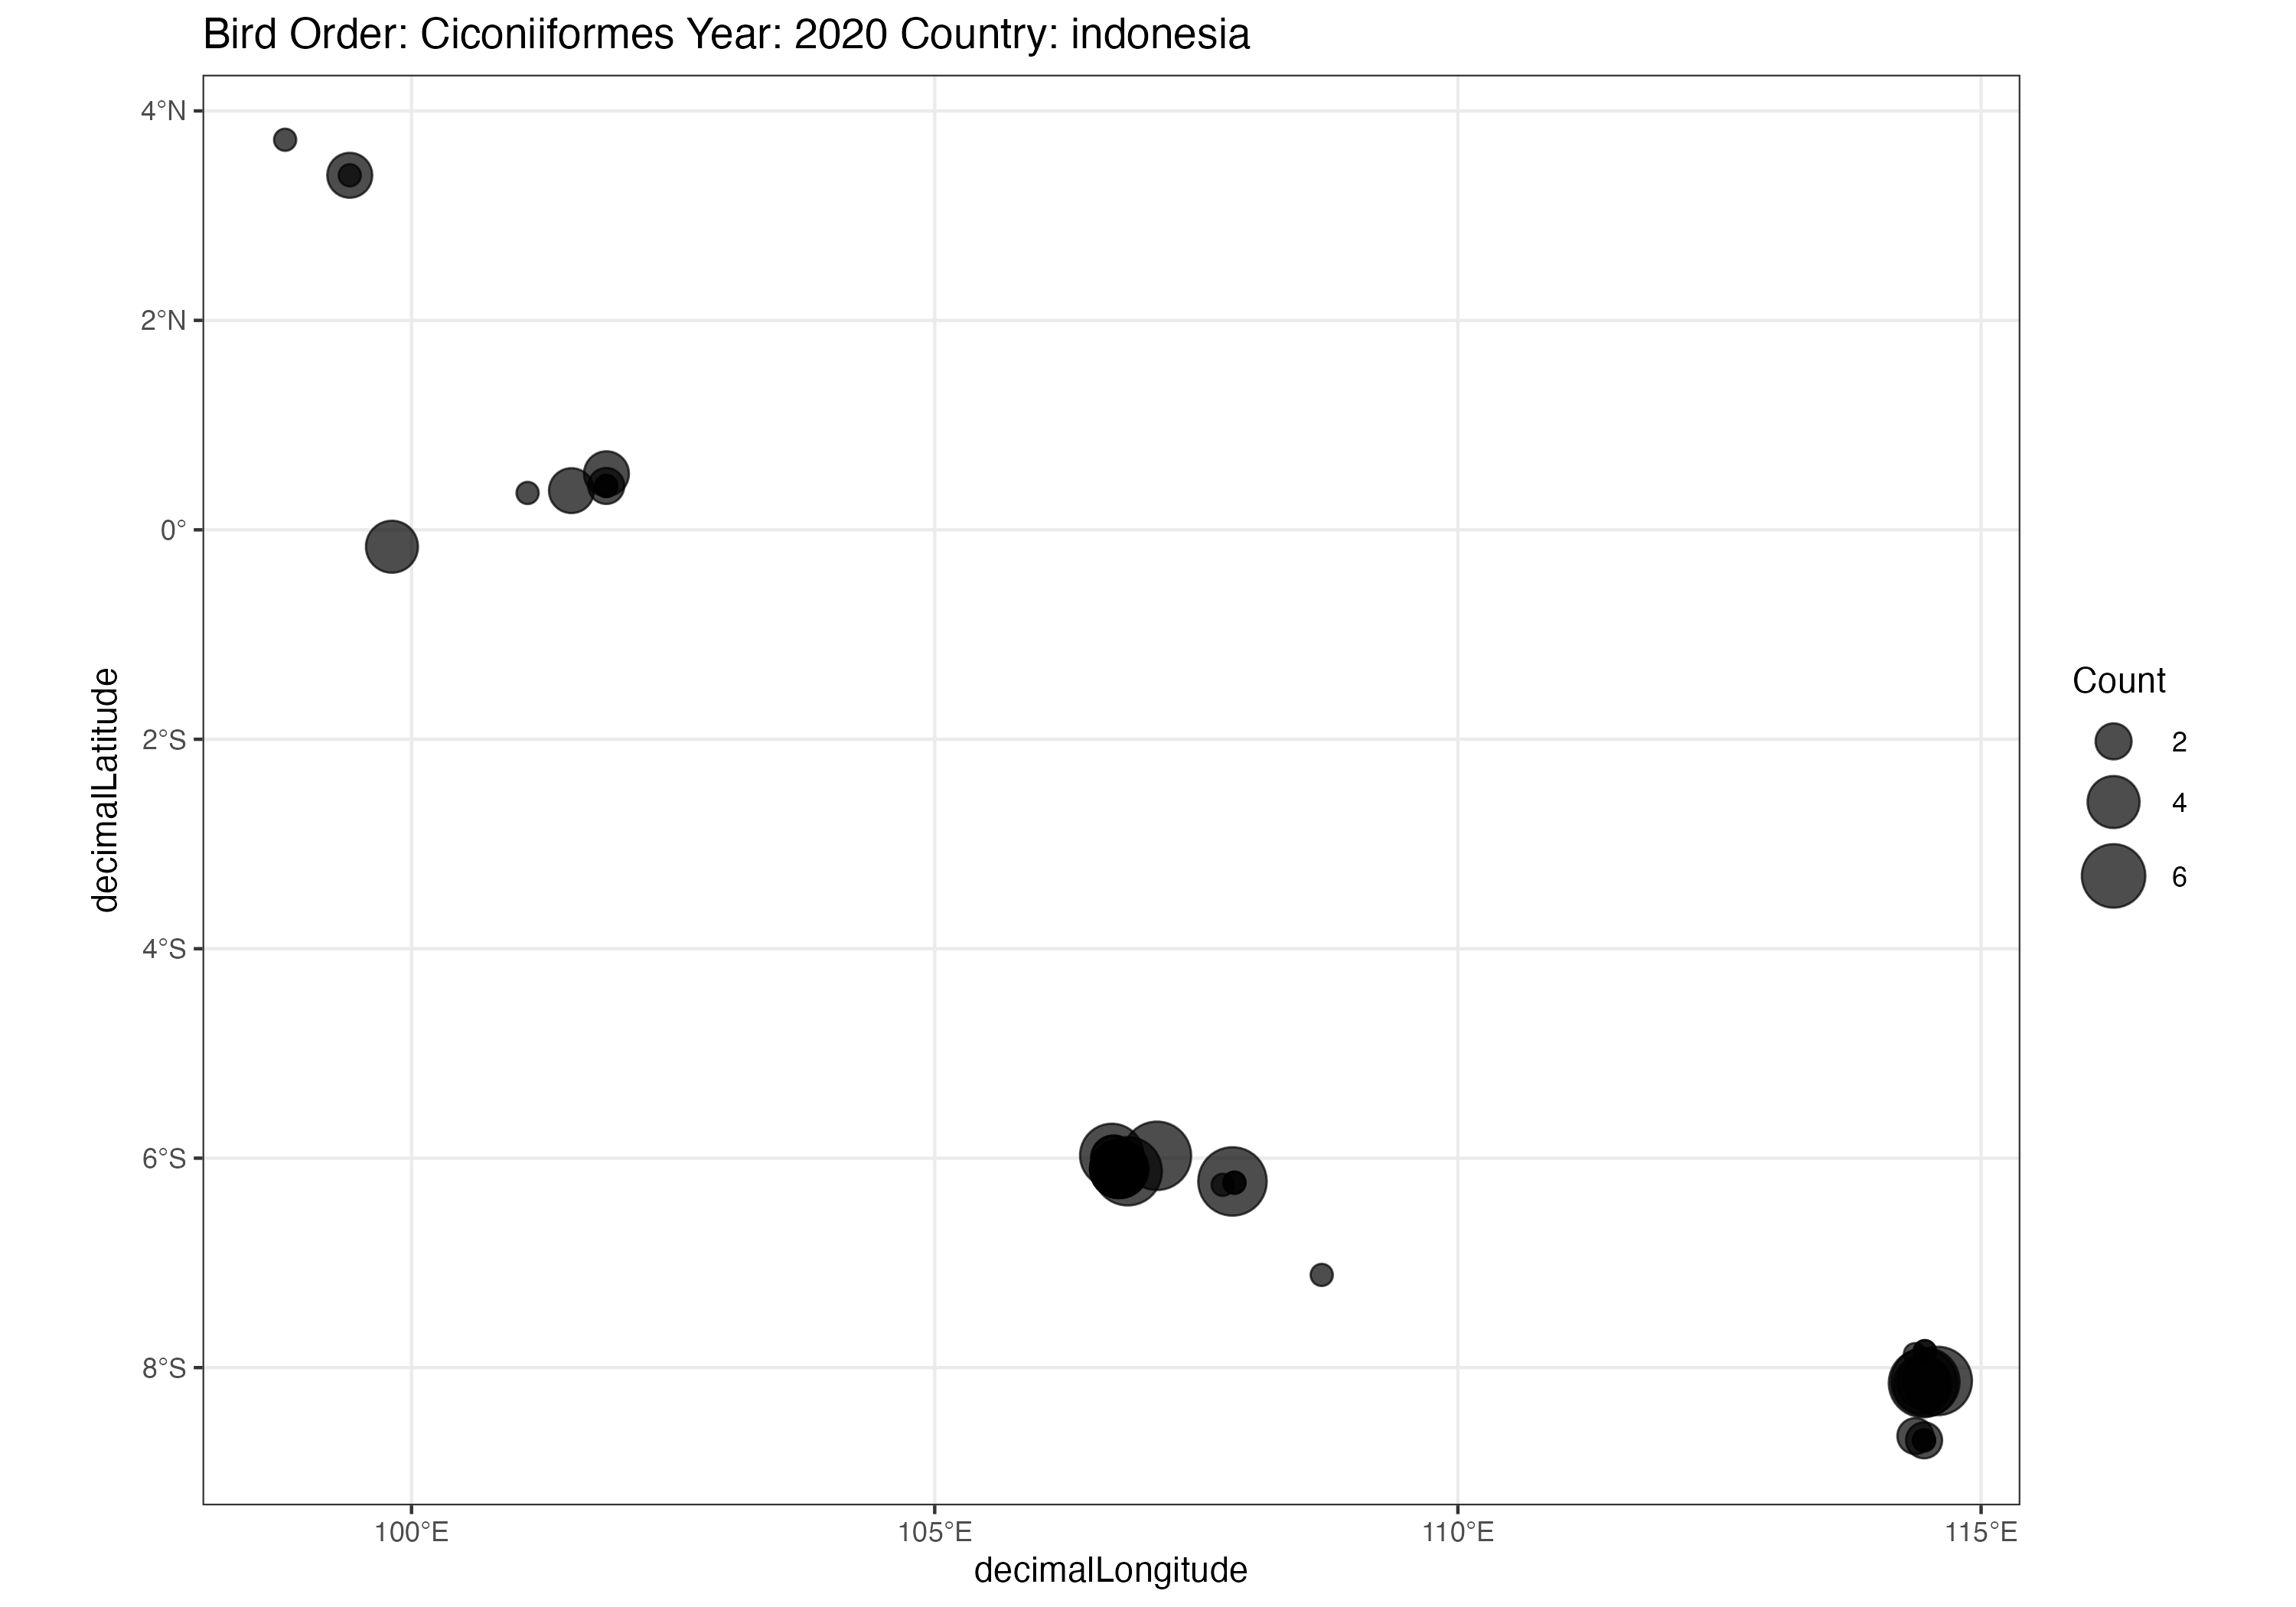 Bird Order: Ciconiiformes Year: 2020 Country: indonesia
4°N
2°N
0°
2°S
4°S
6°S
8°S
decimalLatitude
100°E
105°E
110°E
115°E
decimalLongitude
Count
2
4
6